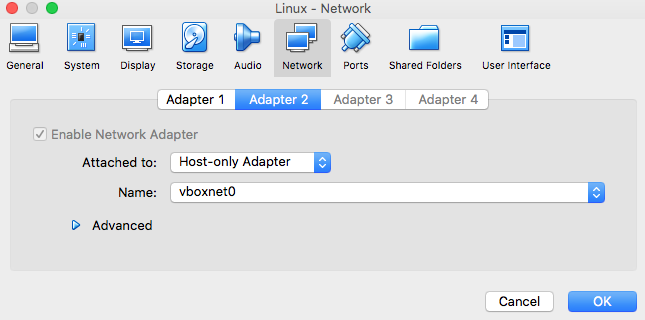 Linux - Network
General System Display Storage Audio Network Ports Shared Folders User Interface
Adapter 1 Adapter 2 Adapter 3 Adapter 4
Enable Network Adapter
Attached to: Host-only Adapter
Name: vboxnet0
Advanced
Cancel OK